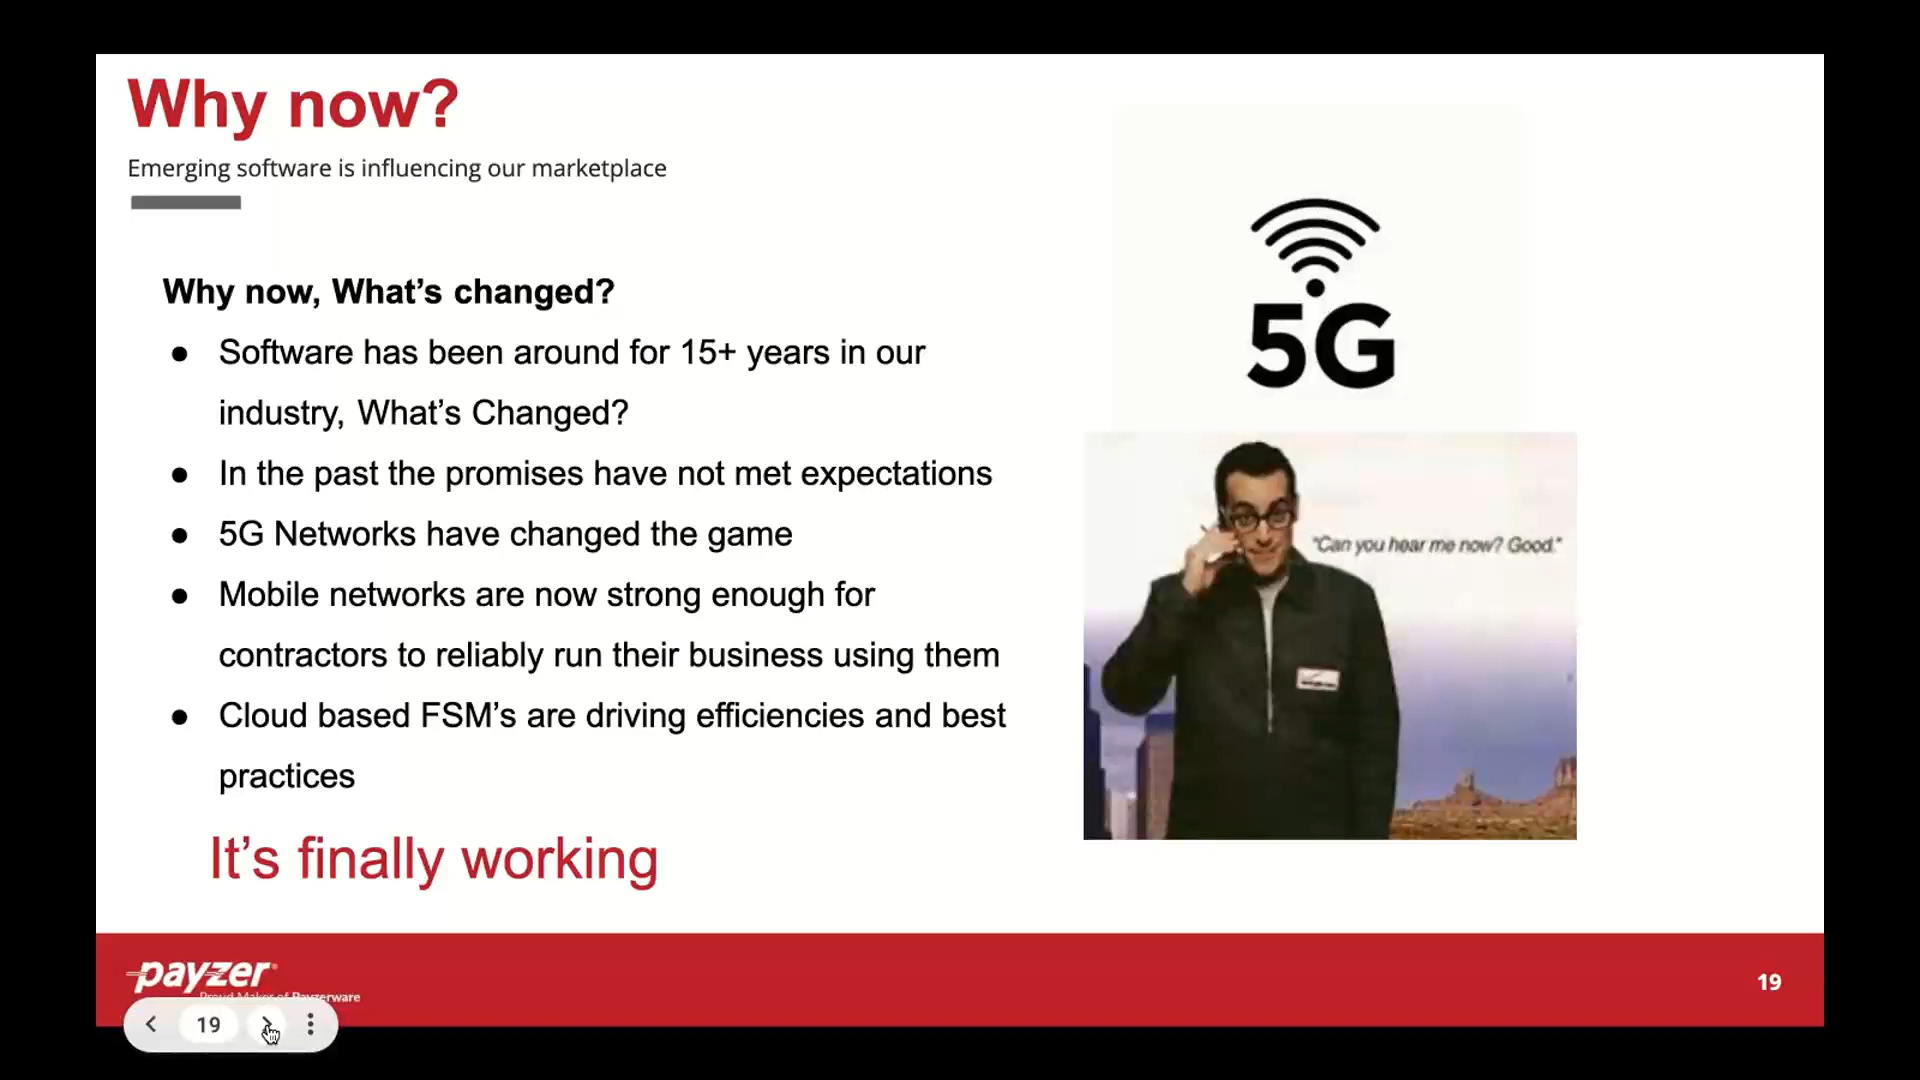 Why now?
Emerging software is influencing our marketplace
Why now, What's changed?
● Software has been around for 15+ years in our
industry, What's Changed?
● In the past the promises have not met expectations
● 5G Networks have changed the game
● Mobile networks are now strong enough for
contractors to reliably run their business using them
● Cloud based FSM's are driving efficiencies and best
practices
It's finally working
5G
"Can you hear me now? Good."
payzer
Proud Maker of Payzerware
19
19